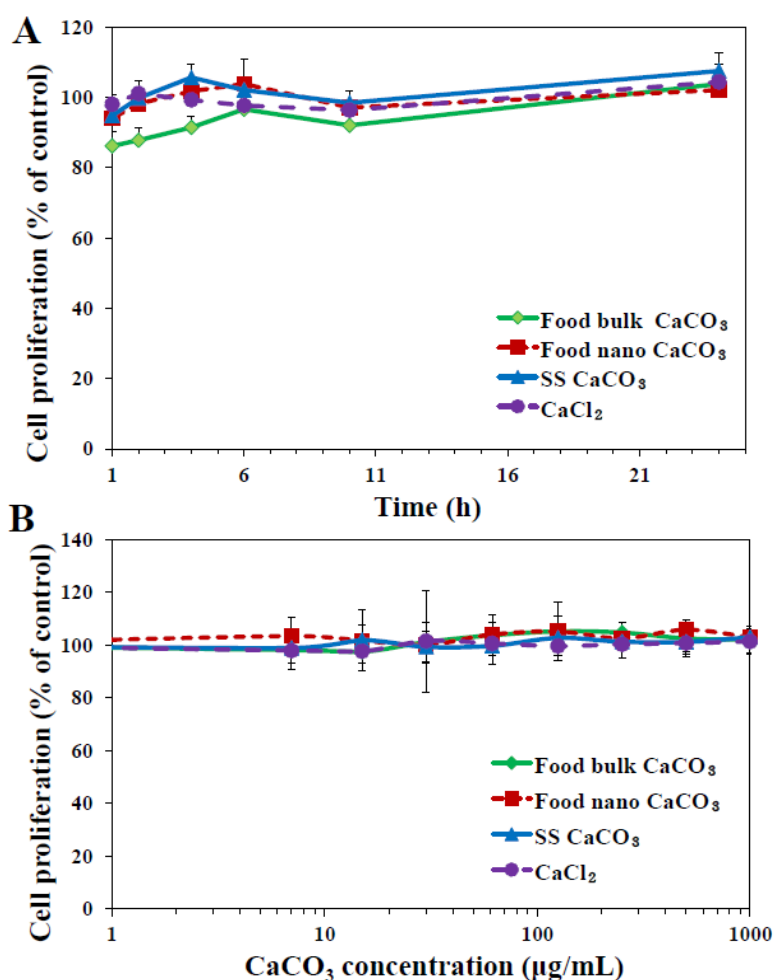 A
Cell proliferation (% of control)
120
100
80
60
40
20
0
Food bulk CaCO₃
Food nano CaCO₃
SS CaCO₃
CaCl₂
1 6 11 16 21
Time (h)
B
Cell proliferation (% of control)
140
120
100
80
60
40
20
0
Food bulk CaCO₃
Food nano CaCO₃
SS CaCO₃
CaCl₂
1 10 100 1000
CaCO₃ concentration (µg/mL)